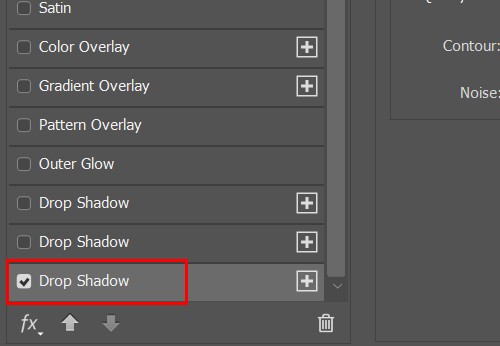 Satin
Color Overlay
Gradient Overlay
Pattern Overlay
Outer Glow
Drop Shadow
Drop Shadow
Drop Shadow
fx
Contour:
Noise: